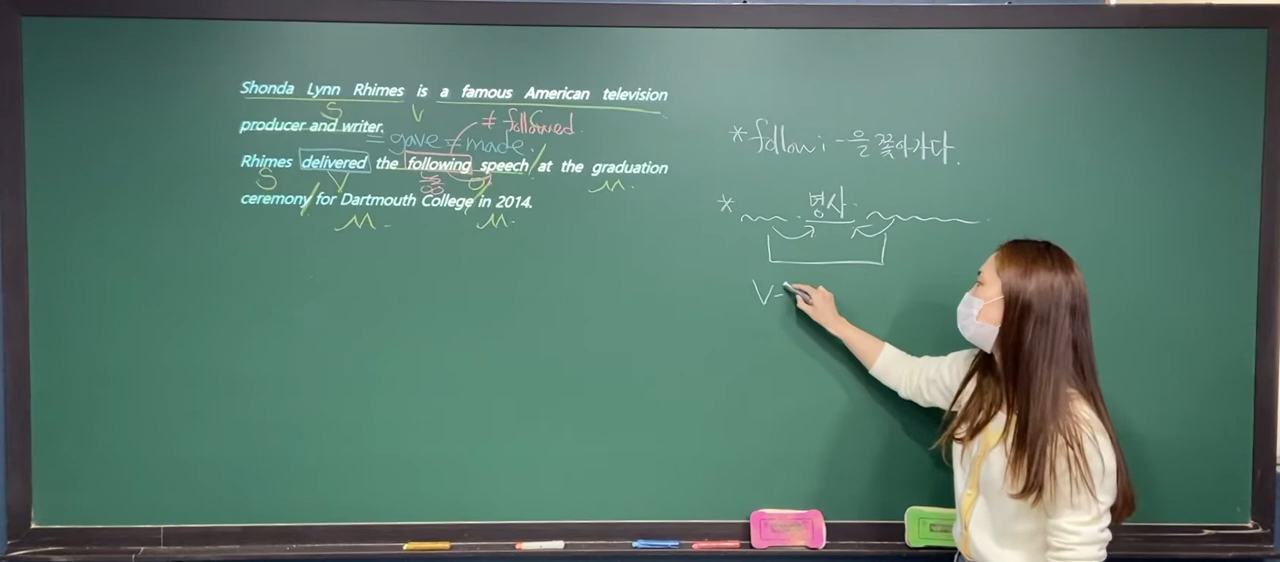 Shonda Lynn Rhimes is a famous American television
S V ≠ followed.
producer and writer.
= gave = made.
Rhimes delivered the following speech / at the graduation
S V M.
ceremony / for Dartmouth College / in 2014.
M. M.
* follow : ~을 쫓아가다.
* 명사.
V-